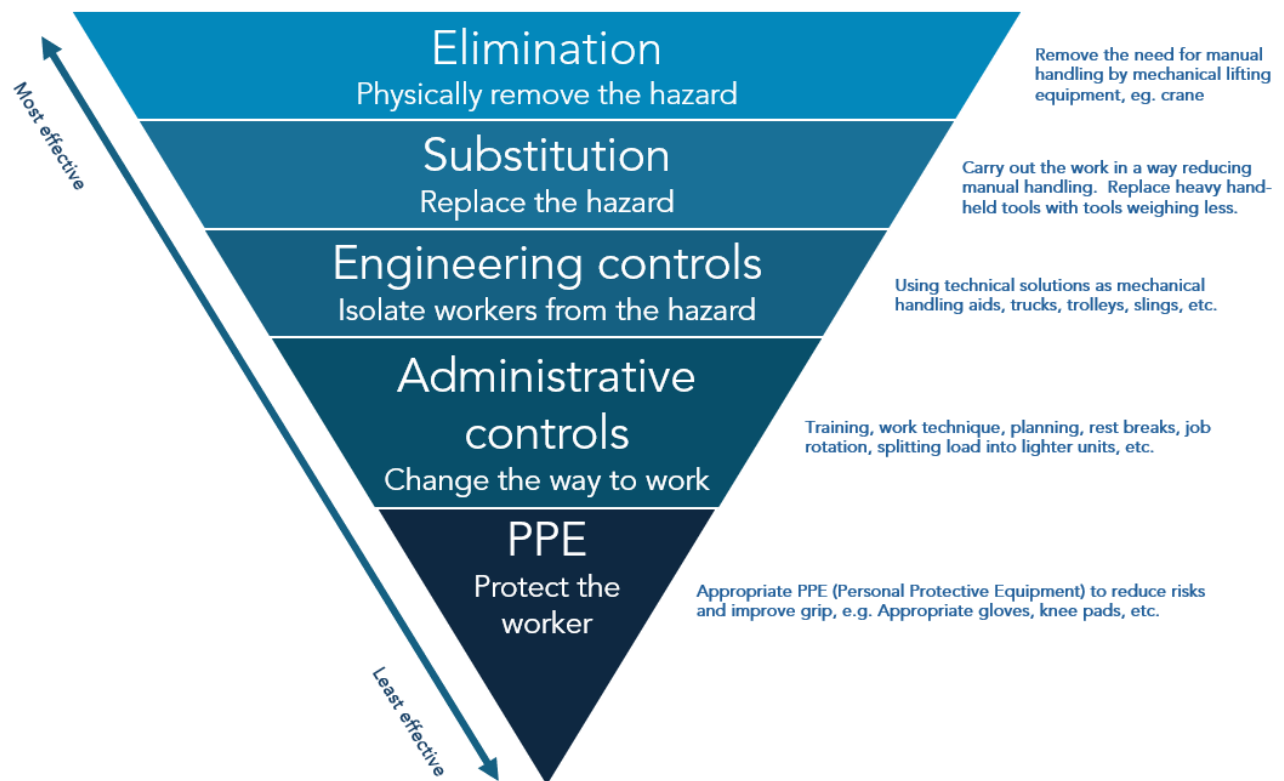 Most effective
Least effective
Elimination
Physically remove the hazard
Remove the need for manual
handling by mechanical lifting
equipment, eg. crane
Substitution
Replace the hazard
Carry out the work in a way reducing
manual handling. Replace heavy hand-
held tools with tools weighing less.
Engineering controls
Isolate workers from the hazard
Using technical solutions as mechanical
handling aids, trucks, trolleys, slings, etc.
Administrative
controls
Change the way to work
Training, work technique, planning, rest breaks, job
rotation, splitting load into lighter units, etc.
PPE
Protect the
worker
Appropriate PPE (Personal Protective Equipment) to reduce risks
and improve grip, e.g. Appropriate gloves, knee pads, etc.